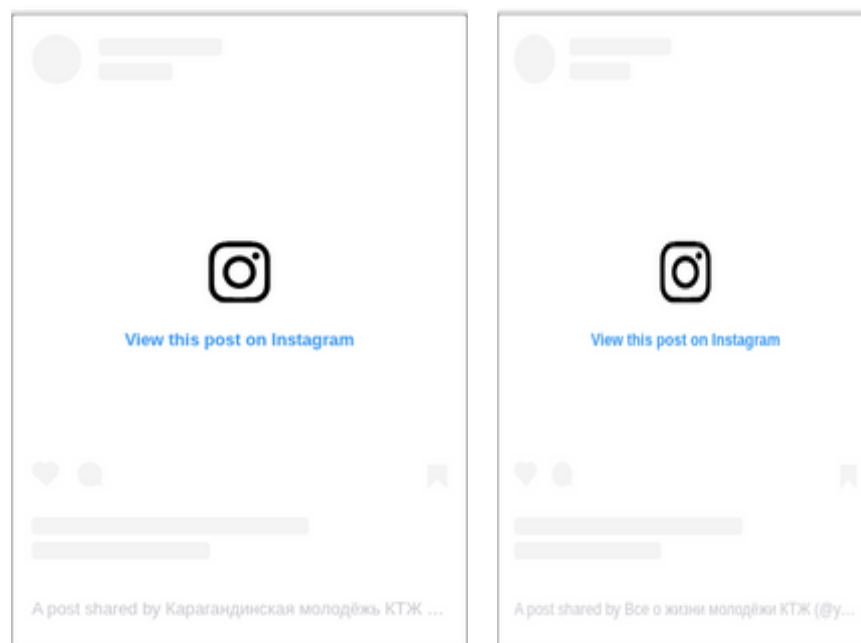 View this post on Instagram
A post shared by Карагандинская молодёжь КТЖ ...
View this post on Instagram
A post shared by Все о жизни молодёжи КТЖ (@y...